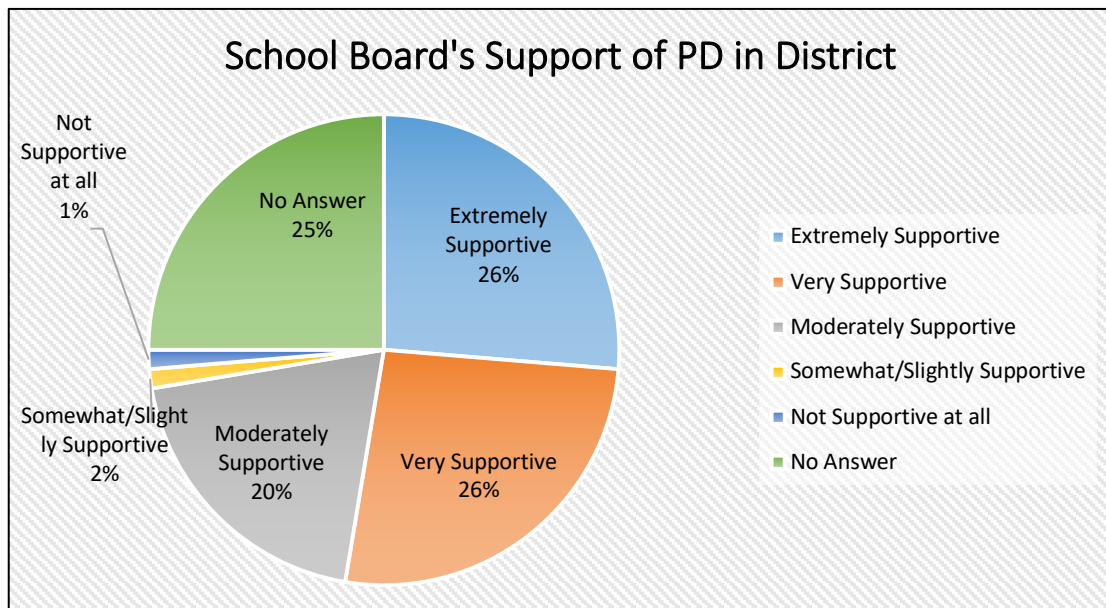 School Board's Support of PD in District
Not
Supportive
at all
1%
No Answer
25%
Extremely
Supportive
26%
Somewhat/Slight
ly Supportive
2%
Moderately
Supportive
20%
Very Supportive
26%
Extremely Supportive
Very Supportive
Moderately Supportive
Somewhat/Slightly Supportive
Not Supportive at all
No Answer